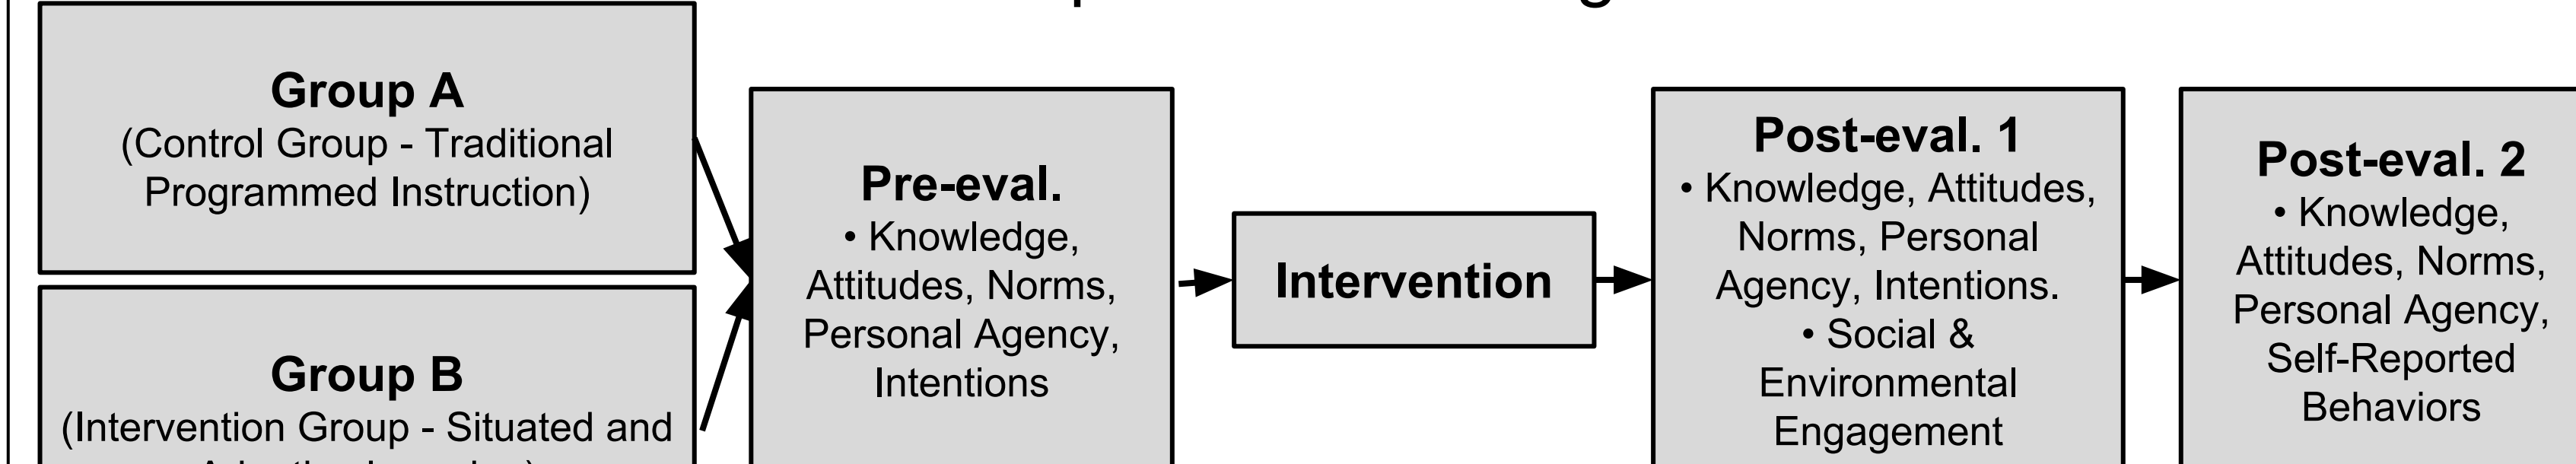 Group A
(Control Group - Traditional
Programmed Instruction)
Group B
(Intervention Group - Situated and
Pre-eval.
• Knowledge,
Attitudes, Norms,
Personal Agency,
Intentions
Intervention
Post-eval. 1
• Knowledge, Attitudes,
Norms, Personal
Agency, Intentions.
• Social &
Environmental
Engagement
Post-eval. 2
• Knowledge,
Attitudes, Norms,
Personal Agency,
Self-Reported
Behaviors